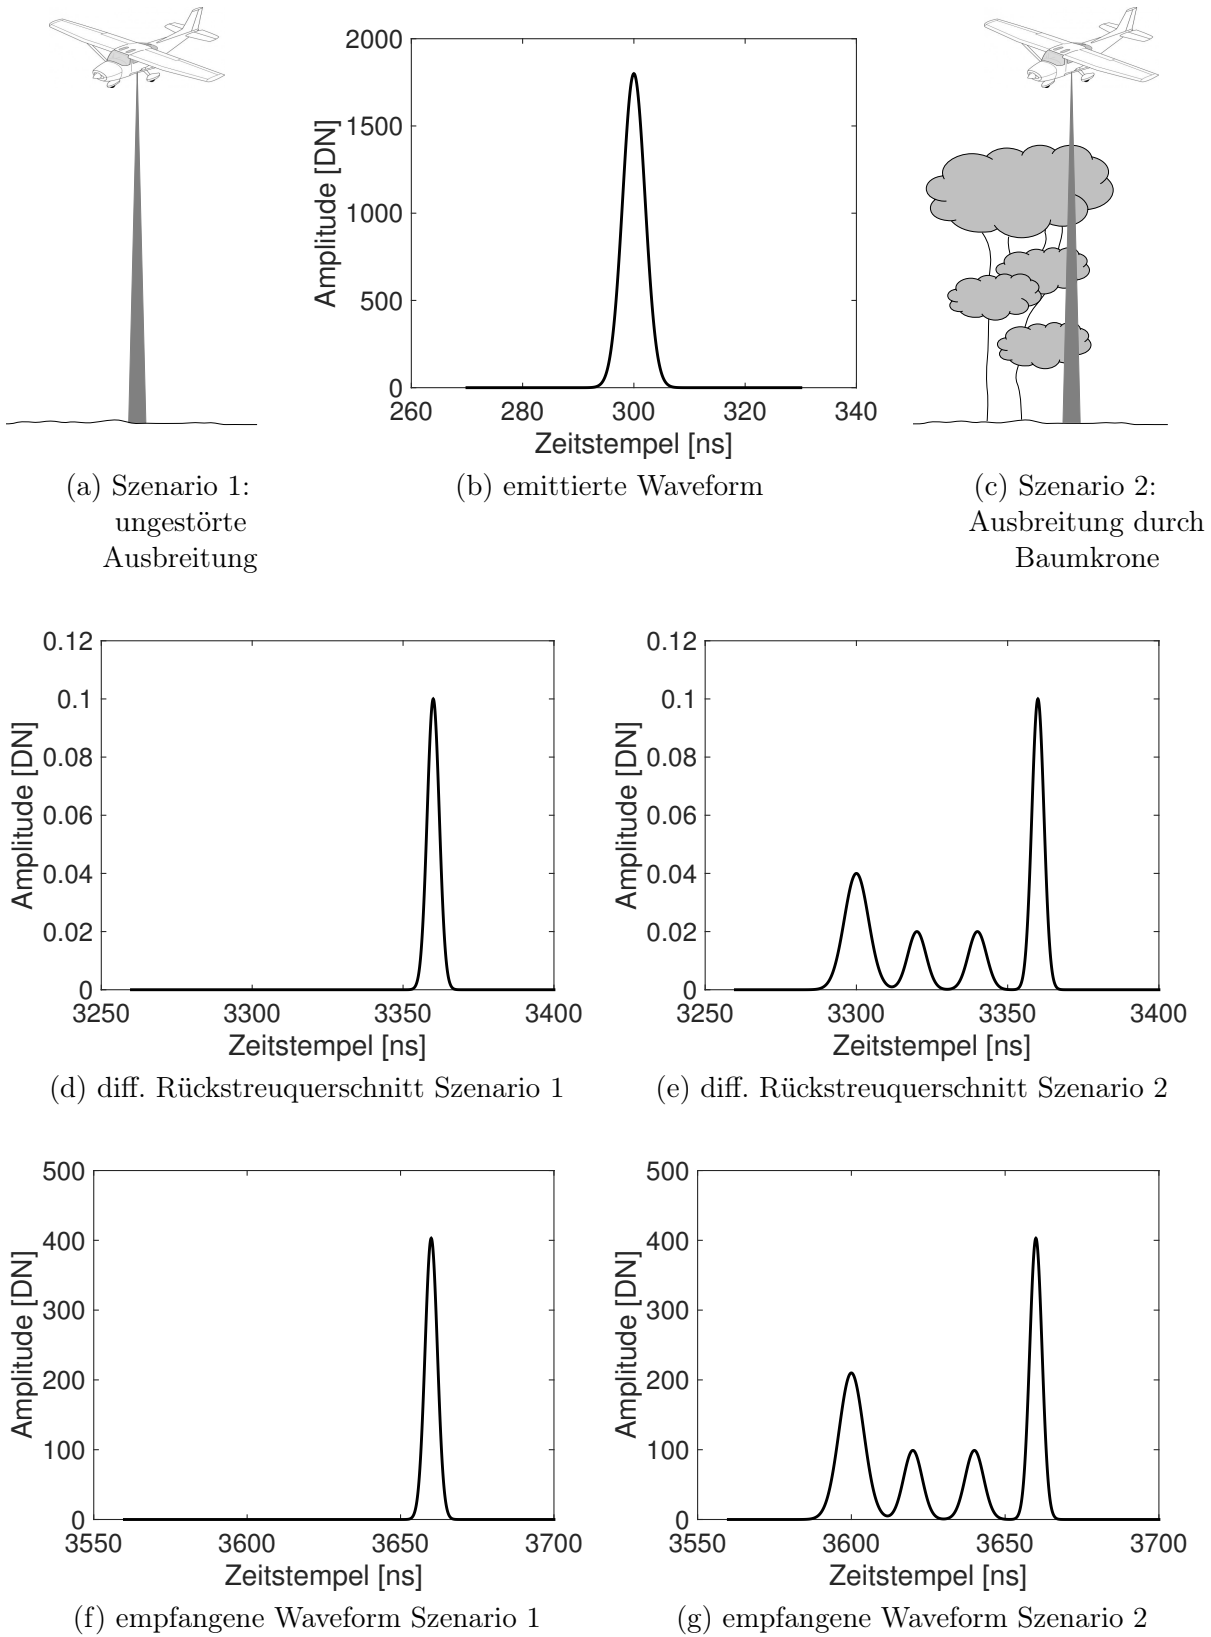 2000
1500
1000
500
0
260 280 300 320 340
Amplitude [DN]
Zeitstempel [ns]
(a) Szenario 1:
ungestörte
Ausbreitung
(b) emittierte Waveform
(c) Szenario 2:
Ausbreitung durch
Baumkrone
0.12
0.1
0.08
0.06
0.04
0.02
0
3250 3300 3350 3400
Amplitude [DN]
Zeitstempel [ns]
(d) diff. Rückstreuquerschnitt Szenario 1
0.12
0.1
0.08
0.06
0.04
0.02
0
3250 3300 3350 3400
Amplitude [DN]
Zeitstempel [ns]
(e) diff. Rückstreuquerschnitt Szenario 2
500
400
300
200
100
0
3550 3600 3650 3700
Amplitude [DN]
Zeitstempel [ns]
(f) empfangene Waveform Szenario 1
500
400
300
200
100
0
3550 3600 3650 3700
Amplitude [DN]
Zeitstempel [ns]
(g) empfangene Waveform Szenario 2